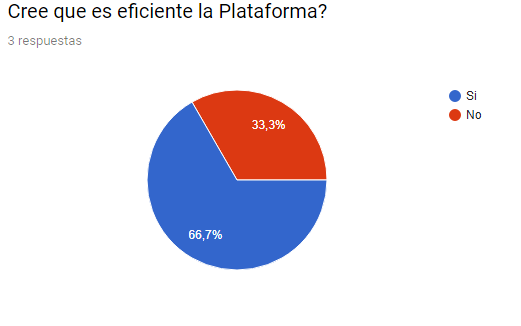 Cree que es eficiente la Plataforma?
3 respuestas
Si
No
33,3%
66,7%